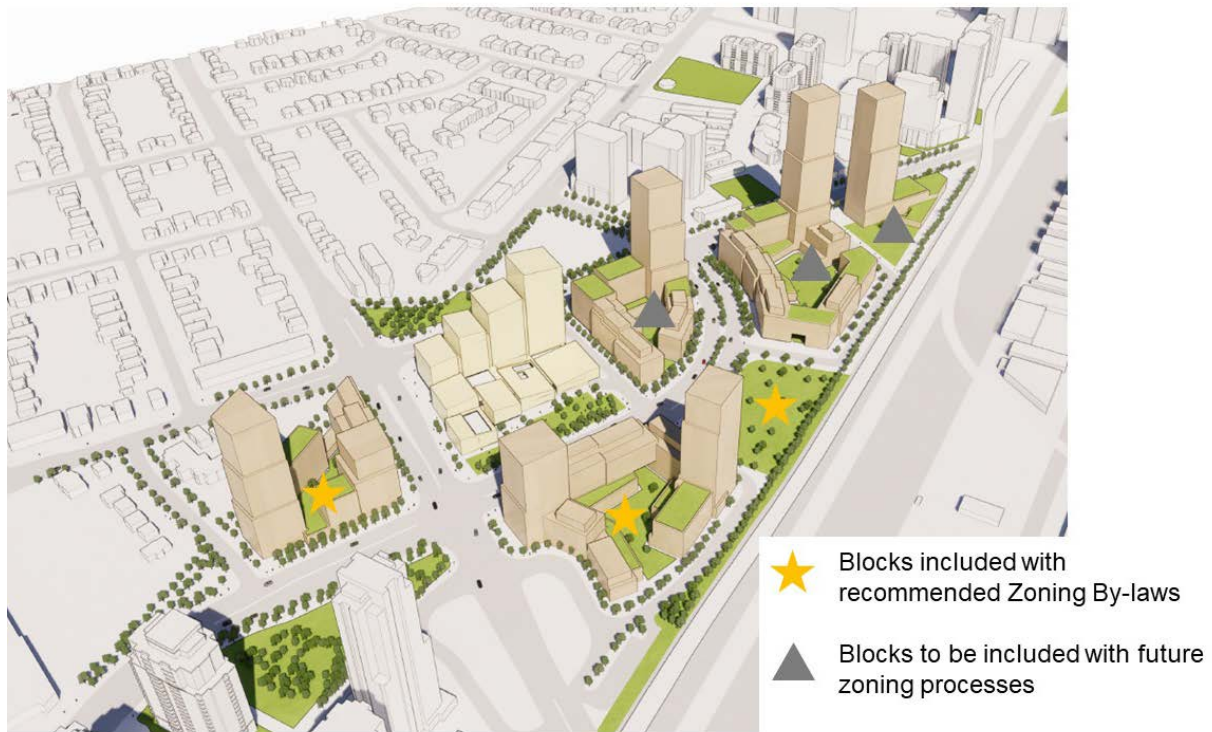 Blocks included with
recommended Zoning By-laws
Blocks to be included with future
zoning processes